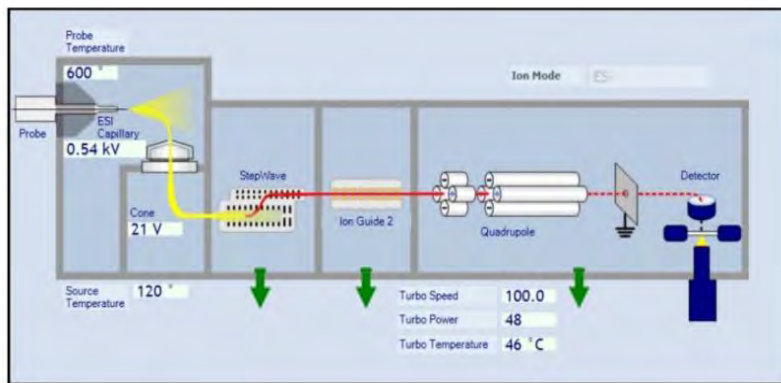 Probe
Temperature
600 °
Ion Mode
ES-
Probe
ESI
Capillary
0.54 kV
StepWave
Detector
Cone
21 V
Ion Guide 2
Quadrupole
Source
Temperature
120 °
Turbo Speed
100.0
Turbo Power
48
Turbo Temperature
46 °C